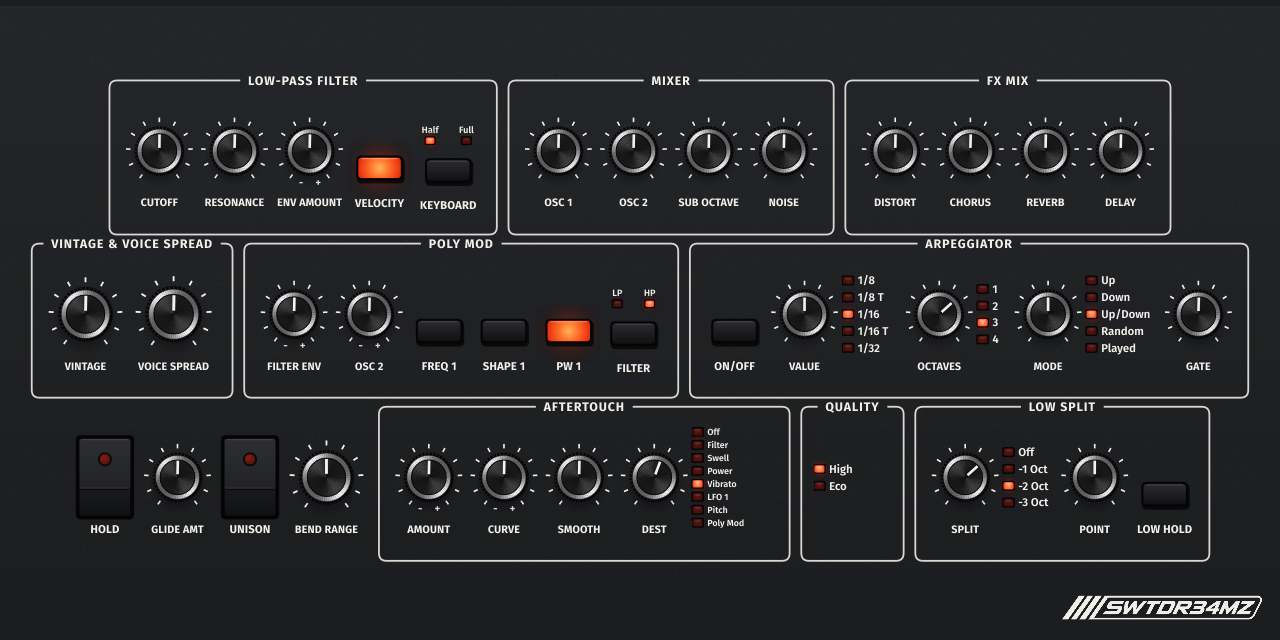 LOW-PASS FILTER
MIXER
FX MIX
Half Full
- +
CUTOFF RESONANCE ENV AMOUNT VELOCITY KEYBOARD
OSC 1 OSC 2 SUB OCTAVE NOISE
DISTORT CHORUS REVERB DELAY
VINTAGE & VOICE SPREAD
POLY MOD
ARPEGGIATOR
VINTAGE VOICE SPREAD
LP HP
- + - +
FILTER ENV OSC 2 FREQ 1 SHAPE 1 PW 1 FILTER
1/8
1/8 T
1/16
1/16 T
1/32
1
2
3
4
Up
Down
Up/Down
Random
Played
ON/OFF VALUE OCTAVES MODE GATE
AFTERTOUCH
QUALITY
LOW SPLIT
HOLD GLIDE AMT UNISON BEND RANGE
Off
Filter
Swell
Power
Vibrato
LFO 1
Pitch
Poly Mod
- + - +
AMOUNT CURVE SMOOTH DEST
High
Eco
Off
-1 Oct
-2 Oct
-3 Oct
SPLIT POINT LOW HOLD
SWTDR34MZ